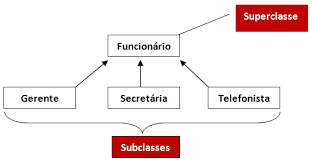 Superclasse
Funcionário
Gerente
Secretária
Telefonista
Subclasses